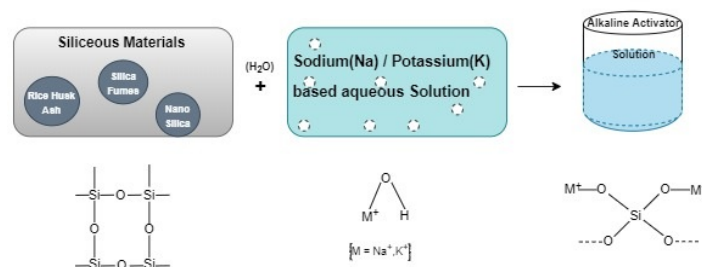 Siliceous Materials
Silica
Fumes
Rice Husk
Ash
Nano
Silica
(H₂O)
+
Sodium(Na) / Potassium(K)
based aqueous Solution
Alkaline Activator
Solution
Si—O—Si
O O
Si—O—Si
O
M⁺ H
[M = Na⁺,K⁺]
M⁺—O O—M
Si
O O